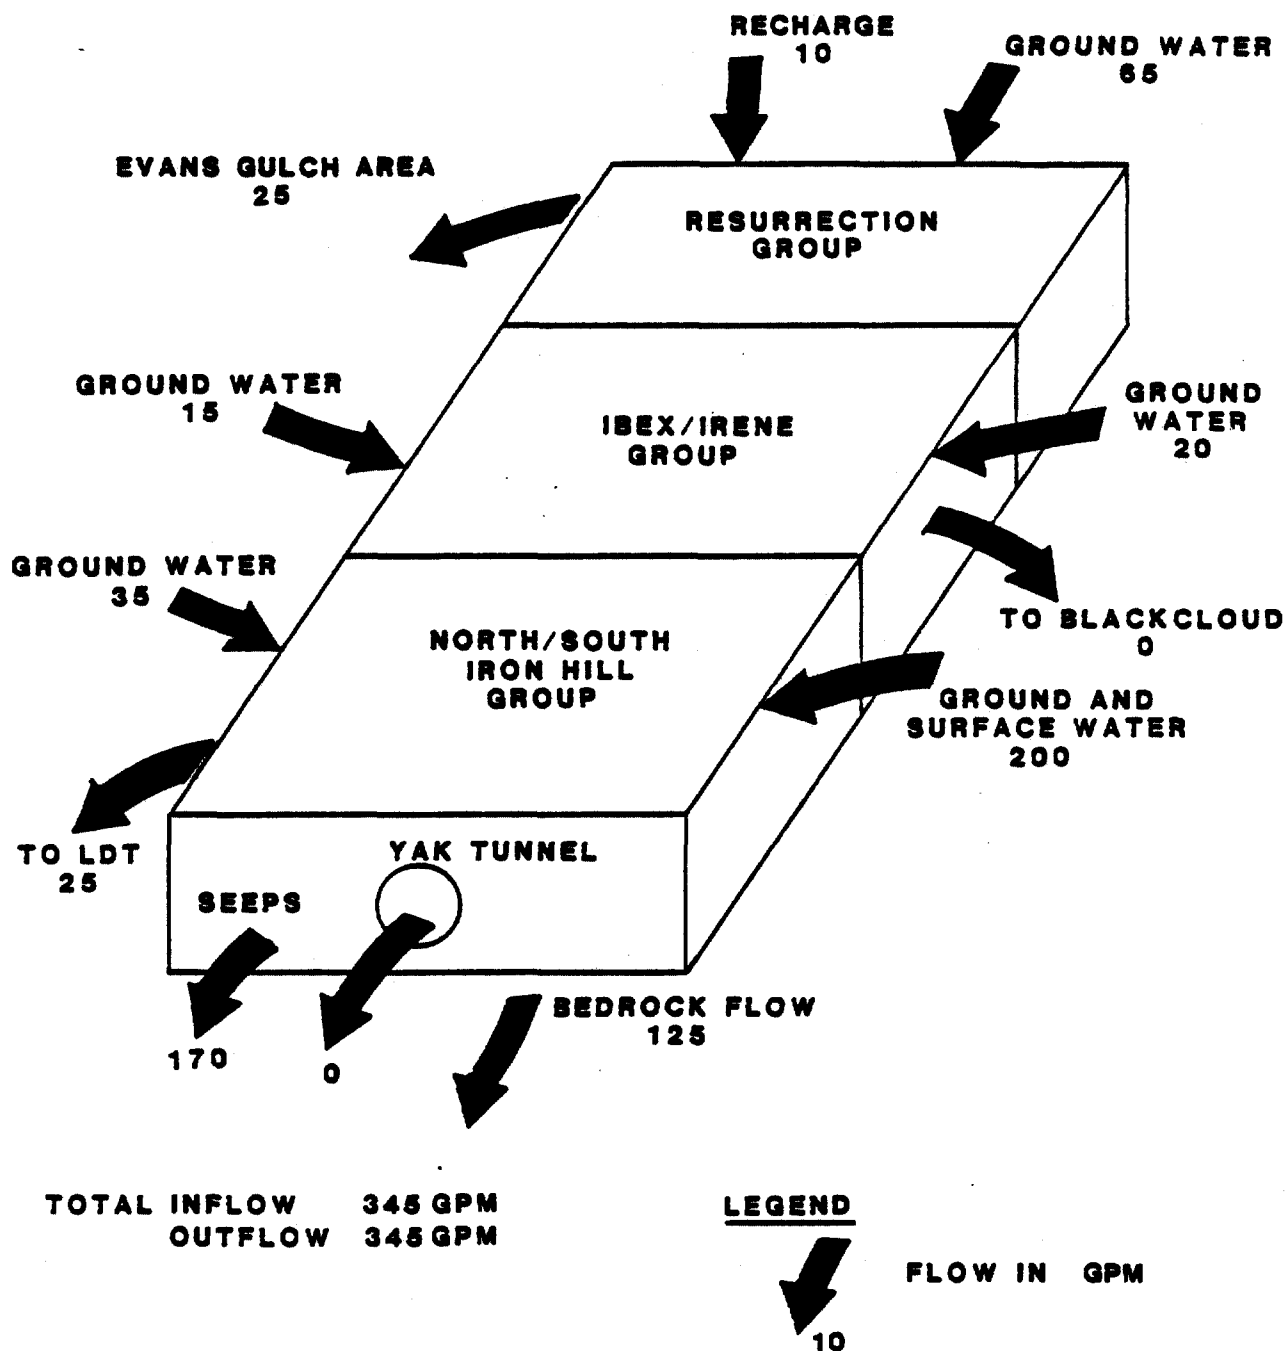 RECHARGE
10
GROUND WATER
65
EVANS GULCH AREA
25
RESURRECTION
GROUP
GROUND WATER
15
IBEX/IRENE
GROUP
GROUND
WATER
20
GROUND WATER
35
TO BLACKCLOUD
0
NORTH/SOUTH
IRON HILL
GROUP
GROUND AND
SURFACE WATER
200
TO LDT
25
YAK TUNNEL
SEEPS
170
0
BEDROCK FLOW
125
TOTAL INFLOW 345 GPM
OUTFLOW 345 GPM
LEGEND
FLOW IN GPM
10